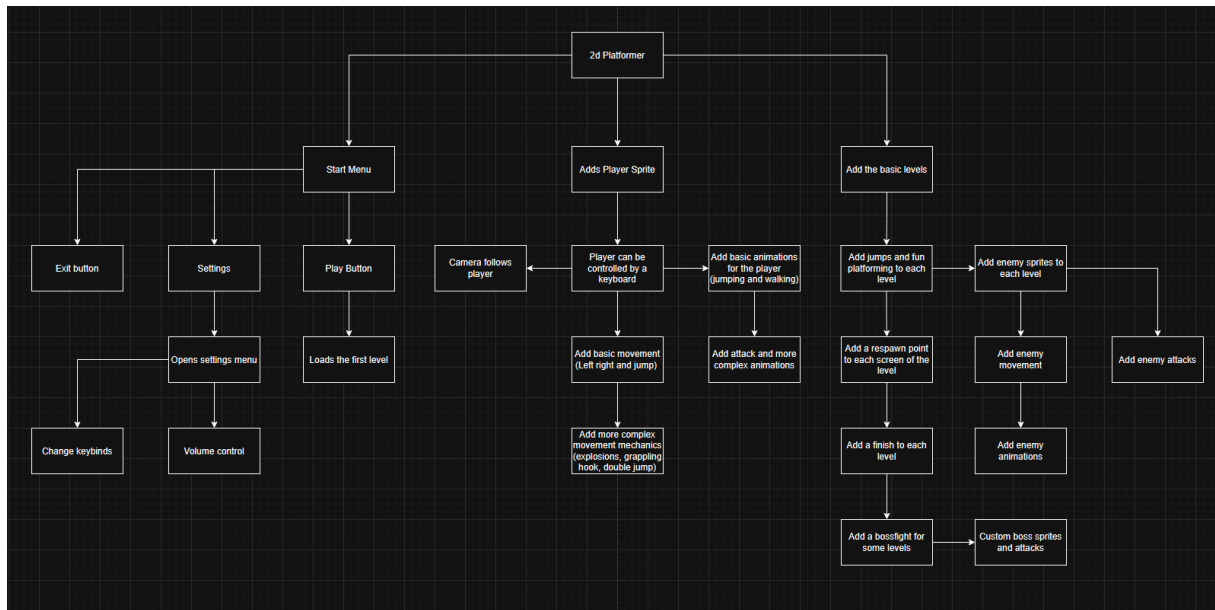 2d Platformer
Start Menu
Adds Player Sprite
Add the basic levels
Exit button
Settings
Play Button
Camera follows
player
Player can be
controlled by a
keyboard
Add basic animations
for the player
(jumping and walking)
Add jumps and fun
platforming to each
level
Add enemy sprites to
each level
Opens settings menu
Loads the first level
Add basic movement
(Left right and jump)
Add attack and more
complex animations
Add a respawn point
to each screen of the
level
Add enemy
movement
Add enemy attacks
Change keybinds
Volume control
Add more complex
movement mechanics
(explosions, grappling
hook, double jump)
Add a finish to each
level
Add enemy
animations
Add a bossfight for
some levels
Custom boss sprites
and attacks